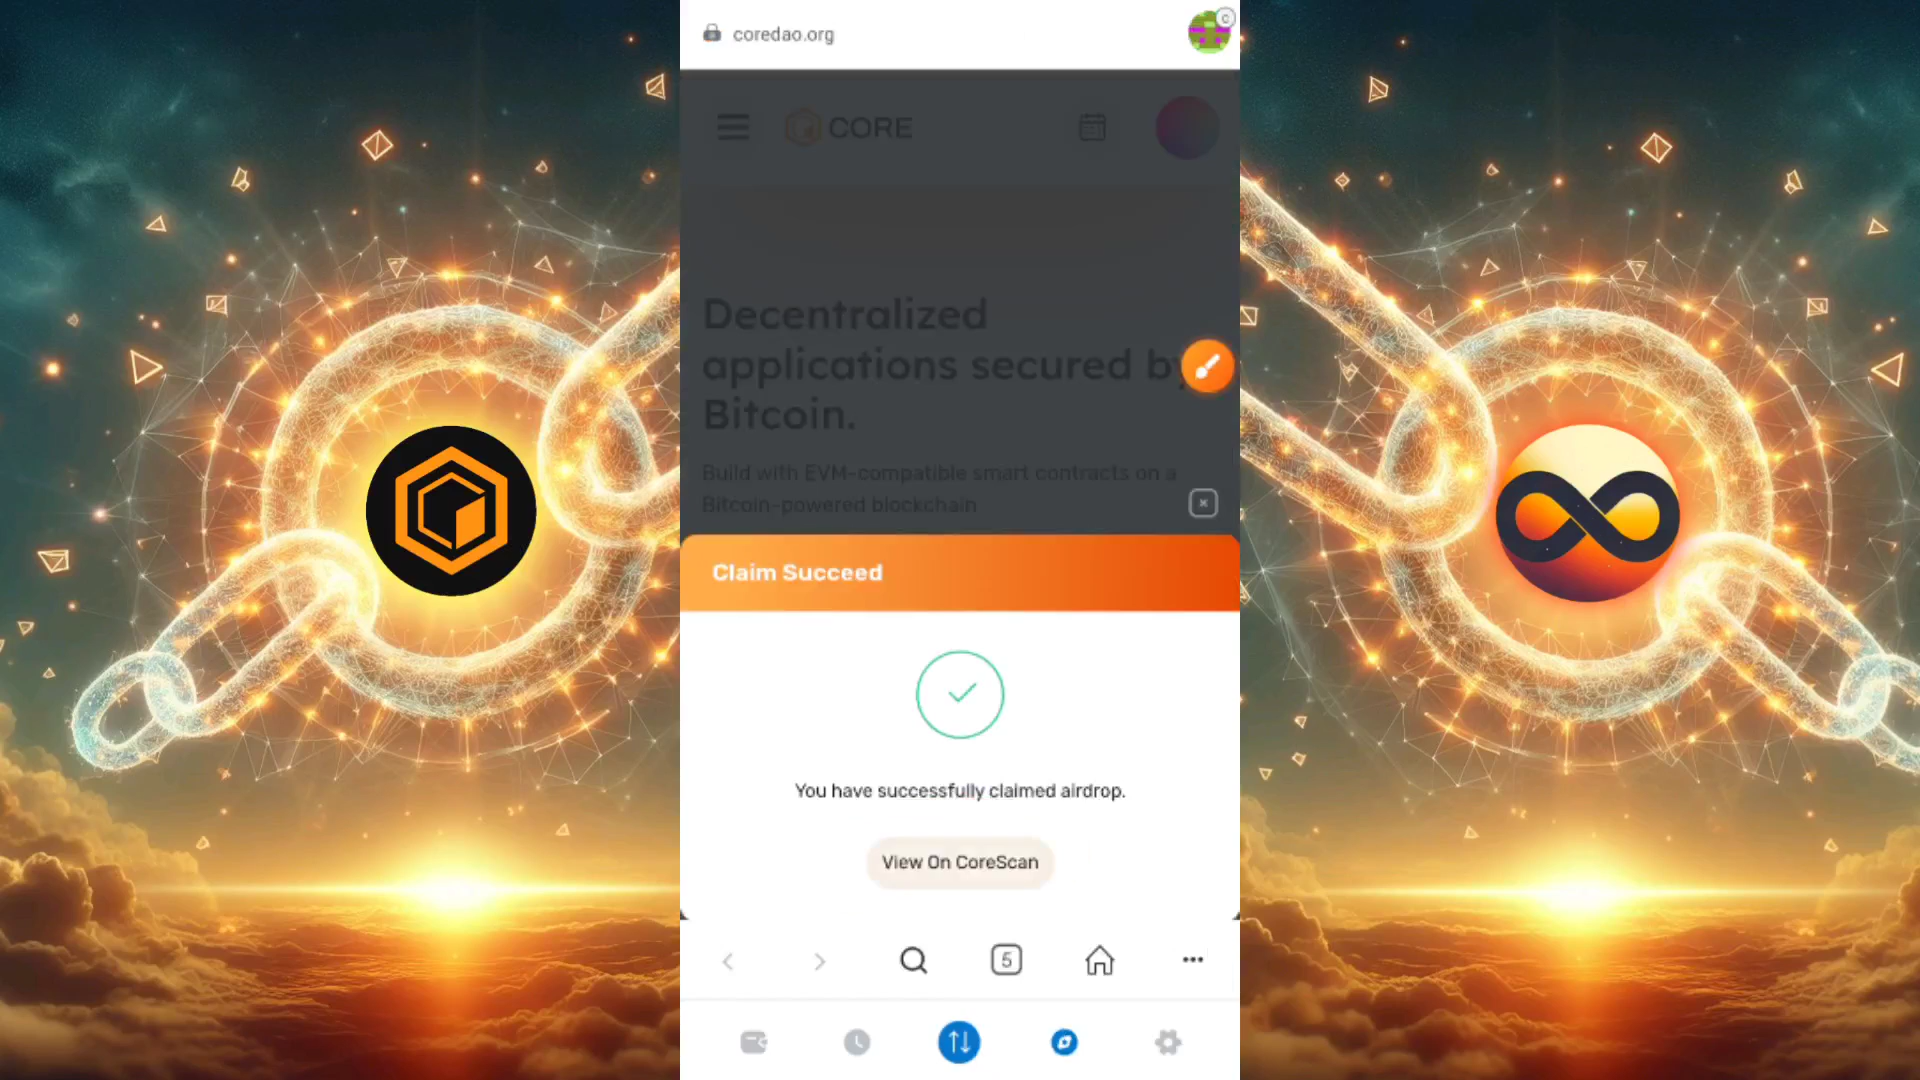 coredao.org
C
CORE
Decentralized
applications secured by
Bitcoin.
Build with EVM-compatible smart contracts on a
Bitcoin-powered blockchain
Claim Succeed
You have successfully claimed airdrop.
View On CoreScan
5